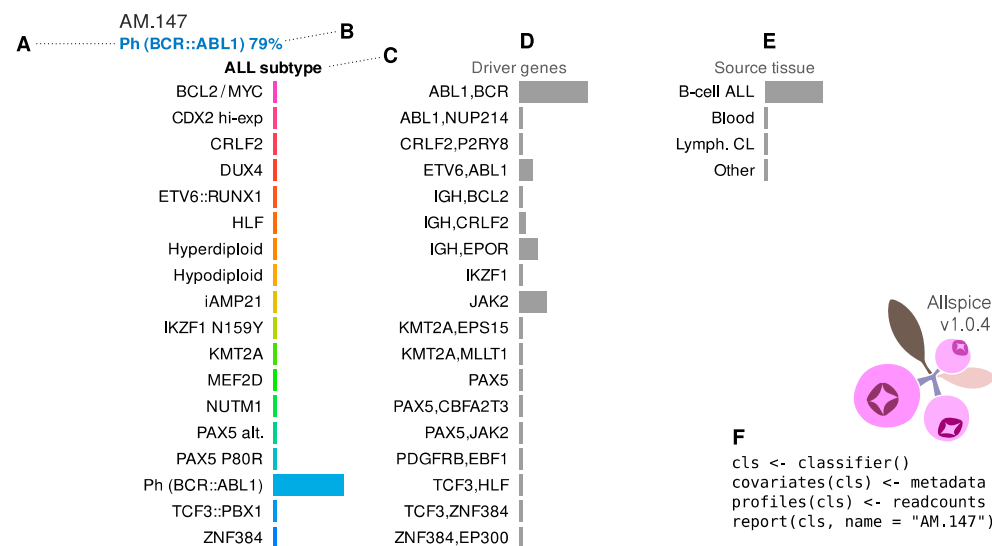 AM.147
A
Ph (BCR::ABL1) 79%
B
ALL subtype
C
BCL2 / MYC
CDX2 hi-exp
CRLF2
DUX4
ETV6::RUNX1
HLF
Hyperdiploid
Hypodiploid
iAMP21
IKZF1 N159Y
KMT2A
MEF2D
NUTM1
PAX5 alt.
PAX5 P80R
Ph (BCR::ABL1)
TCF3::PBX1
ZNF384
D
Driver genes
ABL1,BCR
ABL1,NUP214
CRLF2,P2RY8
ETV6,ABL1
IGH,BCL2
IGH,CRLF2
IGH,EPOR
IKZF1
JAK2
KMT2A,EPS15
KMT2A,MLLT1
PAX5
PAX5,CBFA2T3
PAX5,JAK2
PDGFRB,EBF1
TCF3,HLF
TCF3,ZNF384
ZNF384,EP300
E
Source tissue
B-cell ALL
Blood
Lymph. CL
Other
Allspice
v1.0.4
F
cls <- classifier()
covariates(cls) <- metadata
profiles(cls) <- readcounts
report(cls, name = "AM.147")